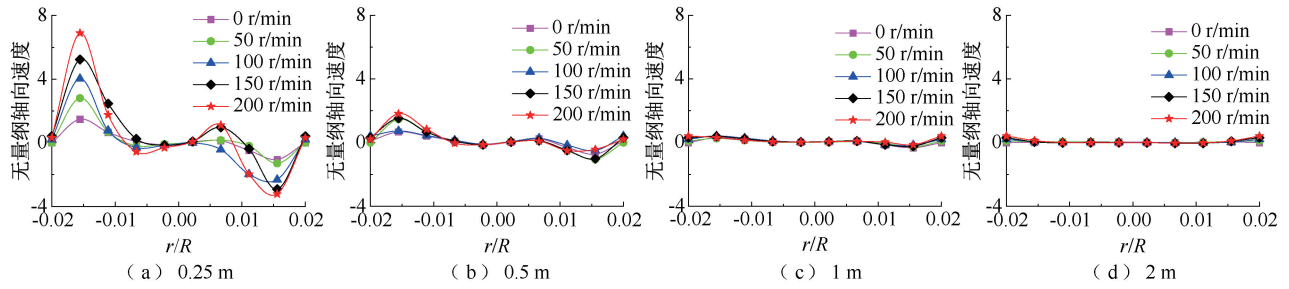 无量纲轴向速度
8
4
0
-4
0 r/min
50 r/min
100 r/min
150 r/min
200 r/min
-0.02
-0.01
0.00
0.01
0.02
r/R
（a）0.25 m
无量纲轴向速度
8
4
0
-4
0 r/min
50 r/min
100 r/min
150 r/min
200 r/min
-0.02
-0.01
0.00
0.01
0.02
r/R
（b）0.5 m
无量纲轴向速度
8
4
0
-4
0 r/min
50 r/min
100 r/min
150 r/min
200 r/min
-0.02
-0.01
0.00
0.01
0.02
r/R
（c）1 m
无量纲轴向速度
8
4
0
-4
0 r/min
50 r/min
100 r/min
150 r/min
200 r/min
-0.02
-0.01
0.00
0.01
0.02
r/R
（d）2 m